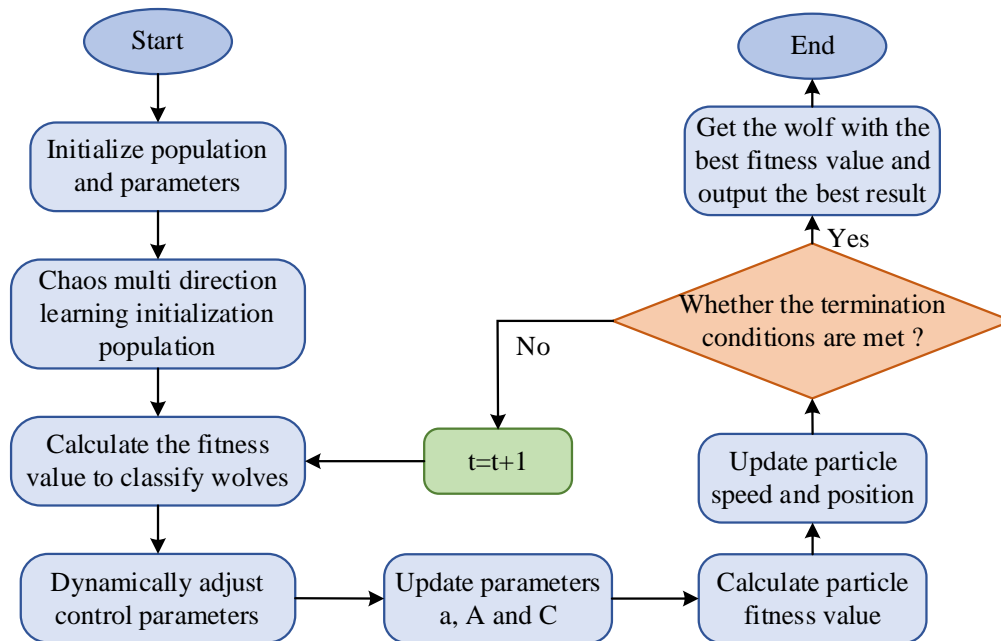 Start
Initialize population
and parameters
Chaos multi direction
learning initialization
population
Calculate the fitness
value to classify wolves
Dynamically adjust
control parameters
Update parameters
a, A and C
Calculate particle
fitness value
Update particle
speed and position
Whether the termination
conditions are met ?
No
t=t+1
Yes
Get the wolf with the
best fitness value and
output the best result
End